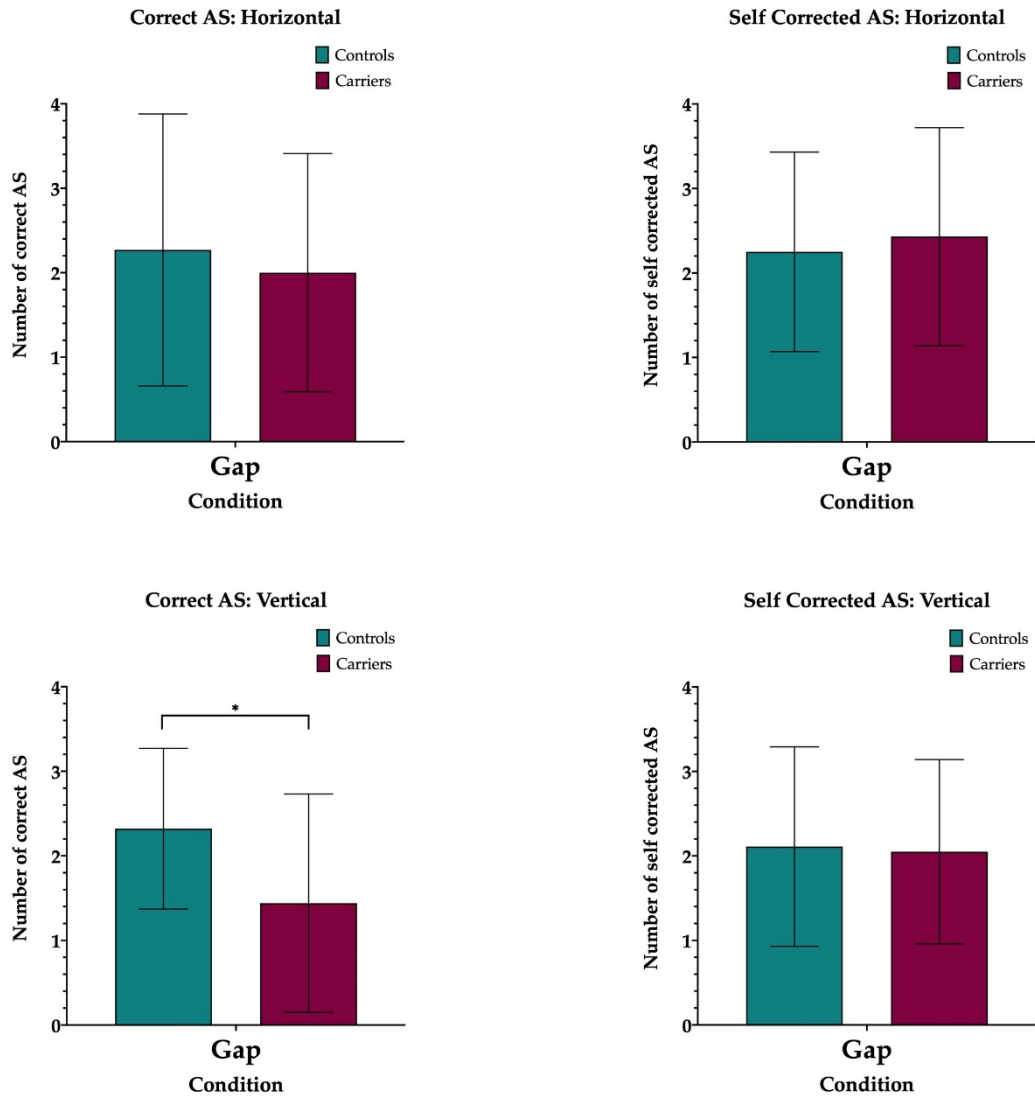 Correct AS: Horizontal
Controls
Carriers
Number of correct AS
4
3
2
1
0
Gap
Condition
Self Corrected AS: Horizontal
Controls
Carriers
Number of self corrected AS
4
3
2
1
0
Gap
Condition
Correct AS: Vertical
Controls
Carriers
Number of correct AS
4
3
2
1
0
*
Gap
Condition
Self Corrected AS: Vertical
Controls
Carriers
Number of self corrected AS
4
3
2
1
0
Gap
Condition